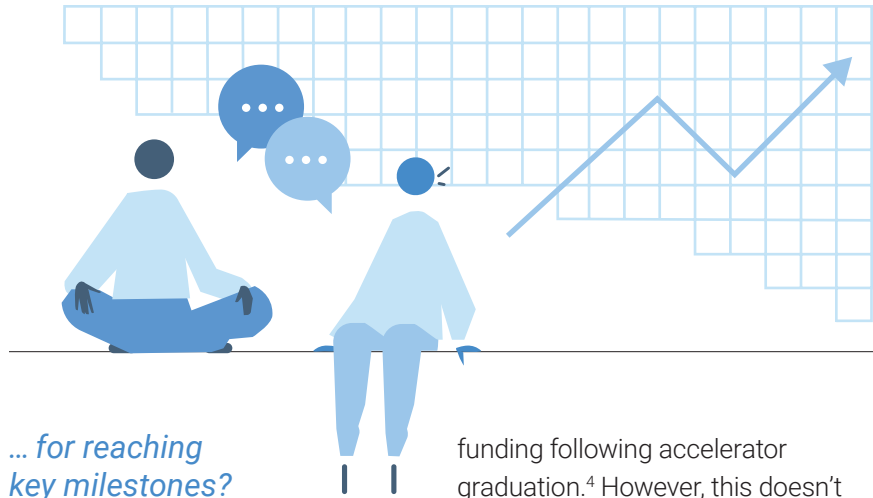 … for reaching
key milestones?
funding following accelerator
graduation.⁴ However, this doesn’t